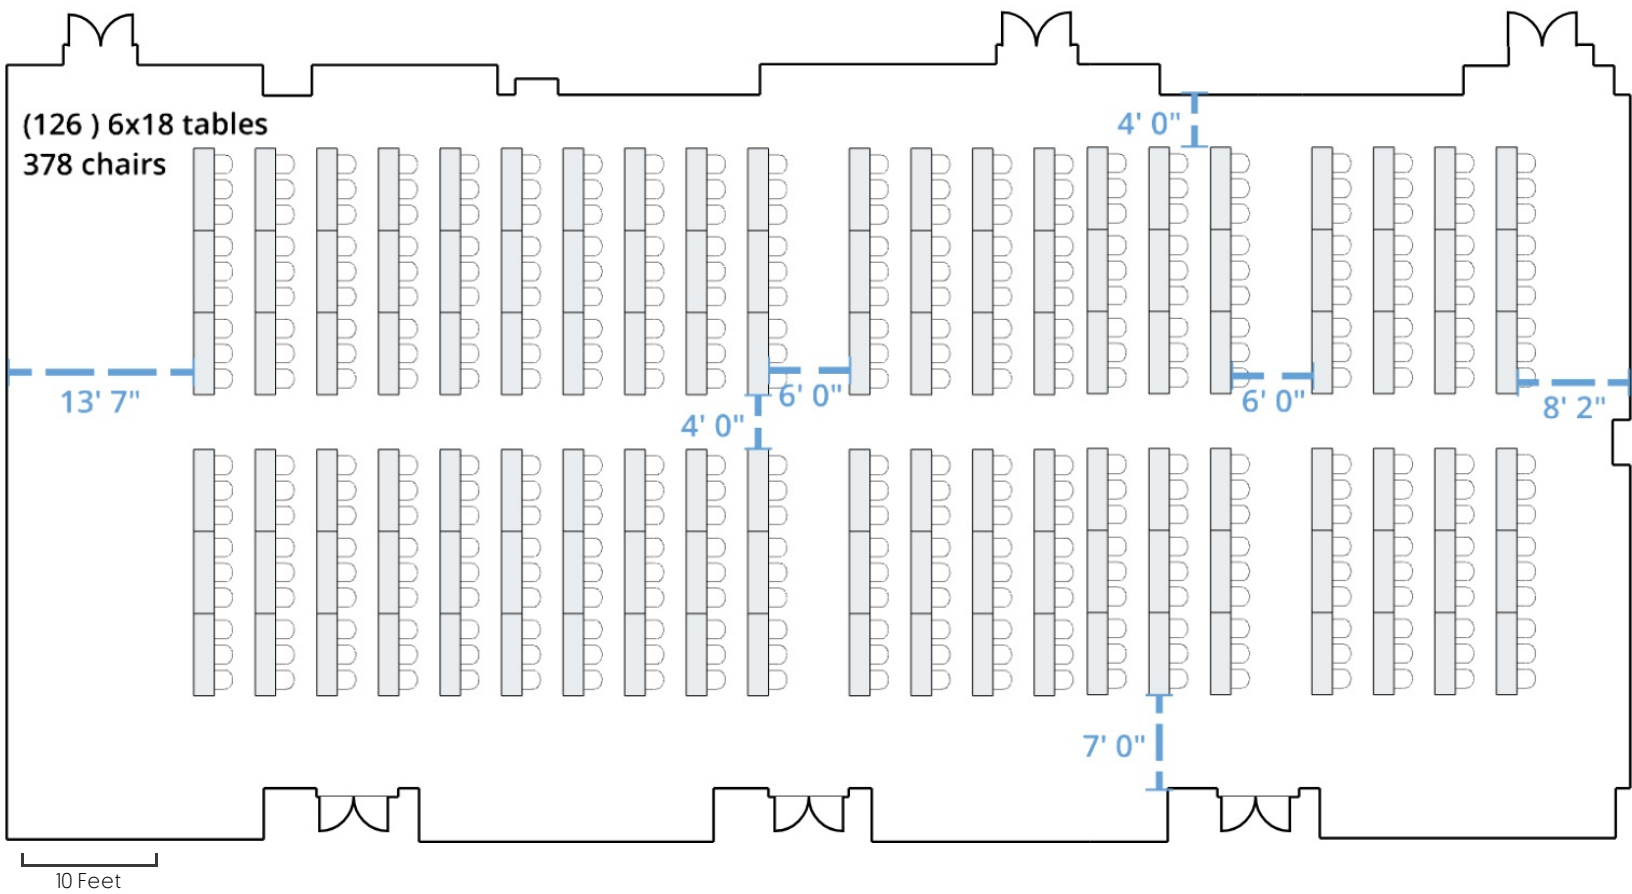 (126 ) 6x18 tables
378 chairs
4' 0"
13' 7"
6' 0"
4' 0"
6' 0"
8' 2"
7' 0"
10 Feet